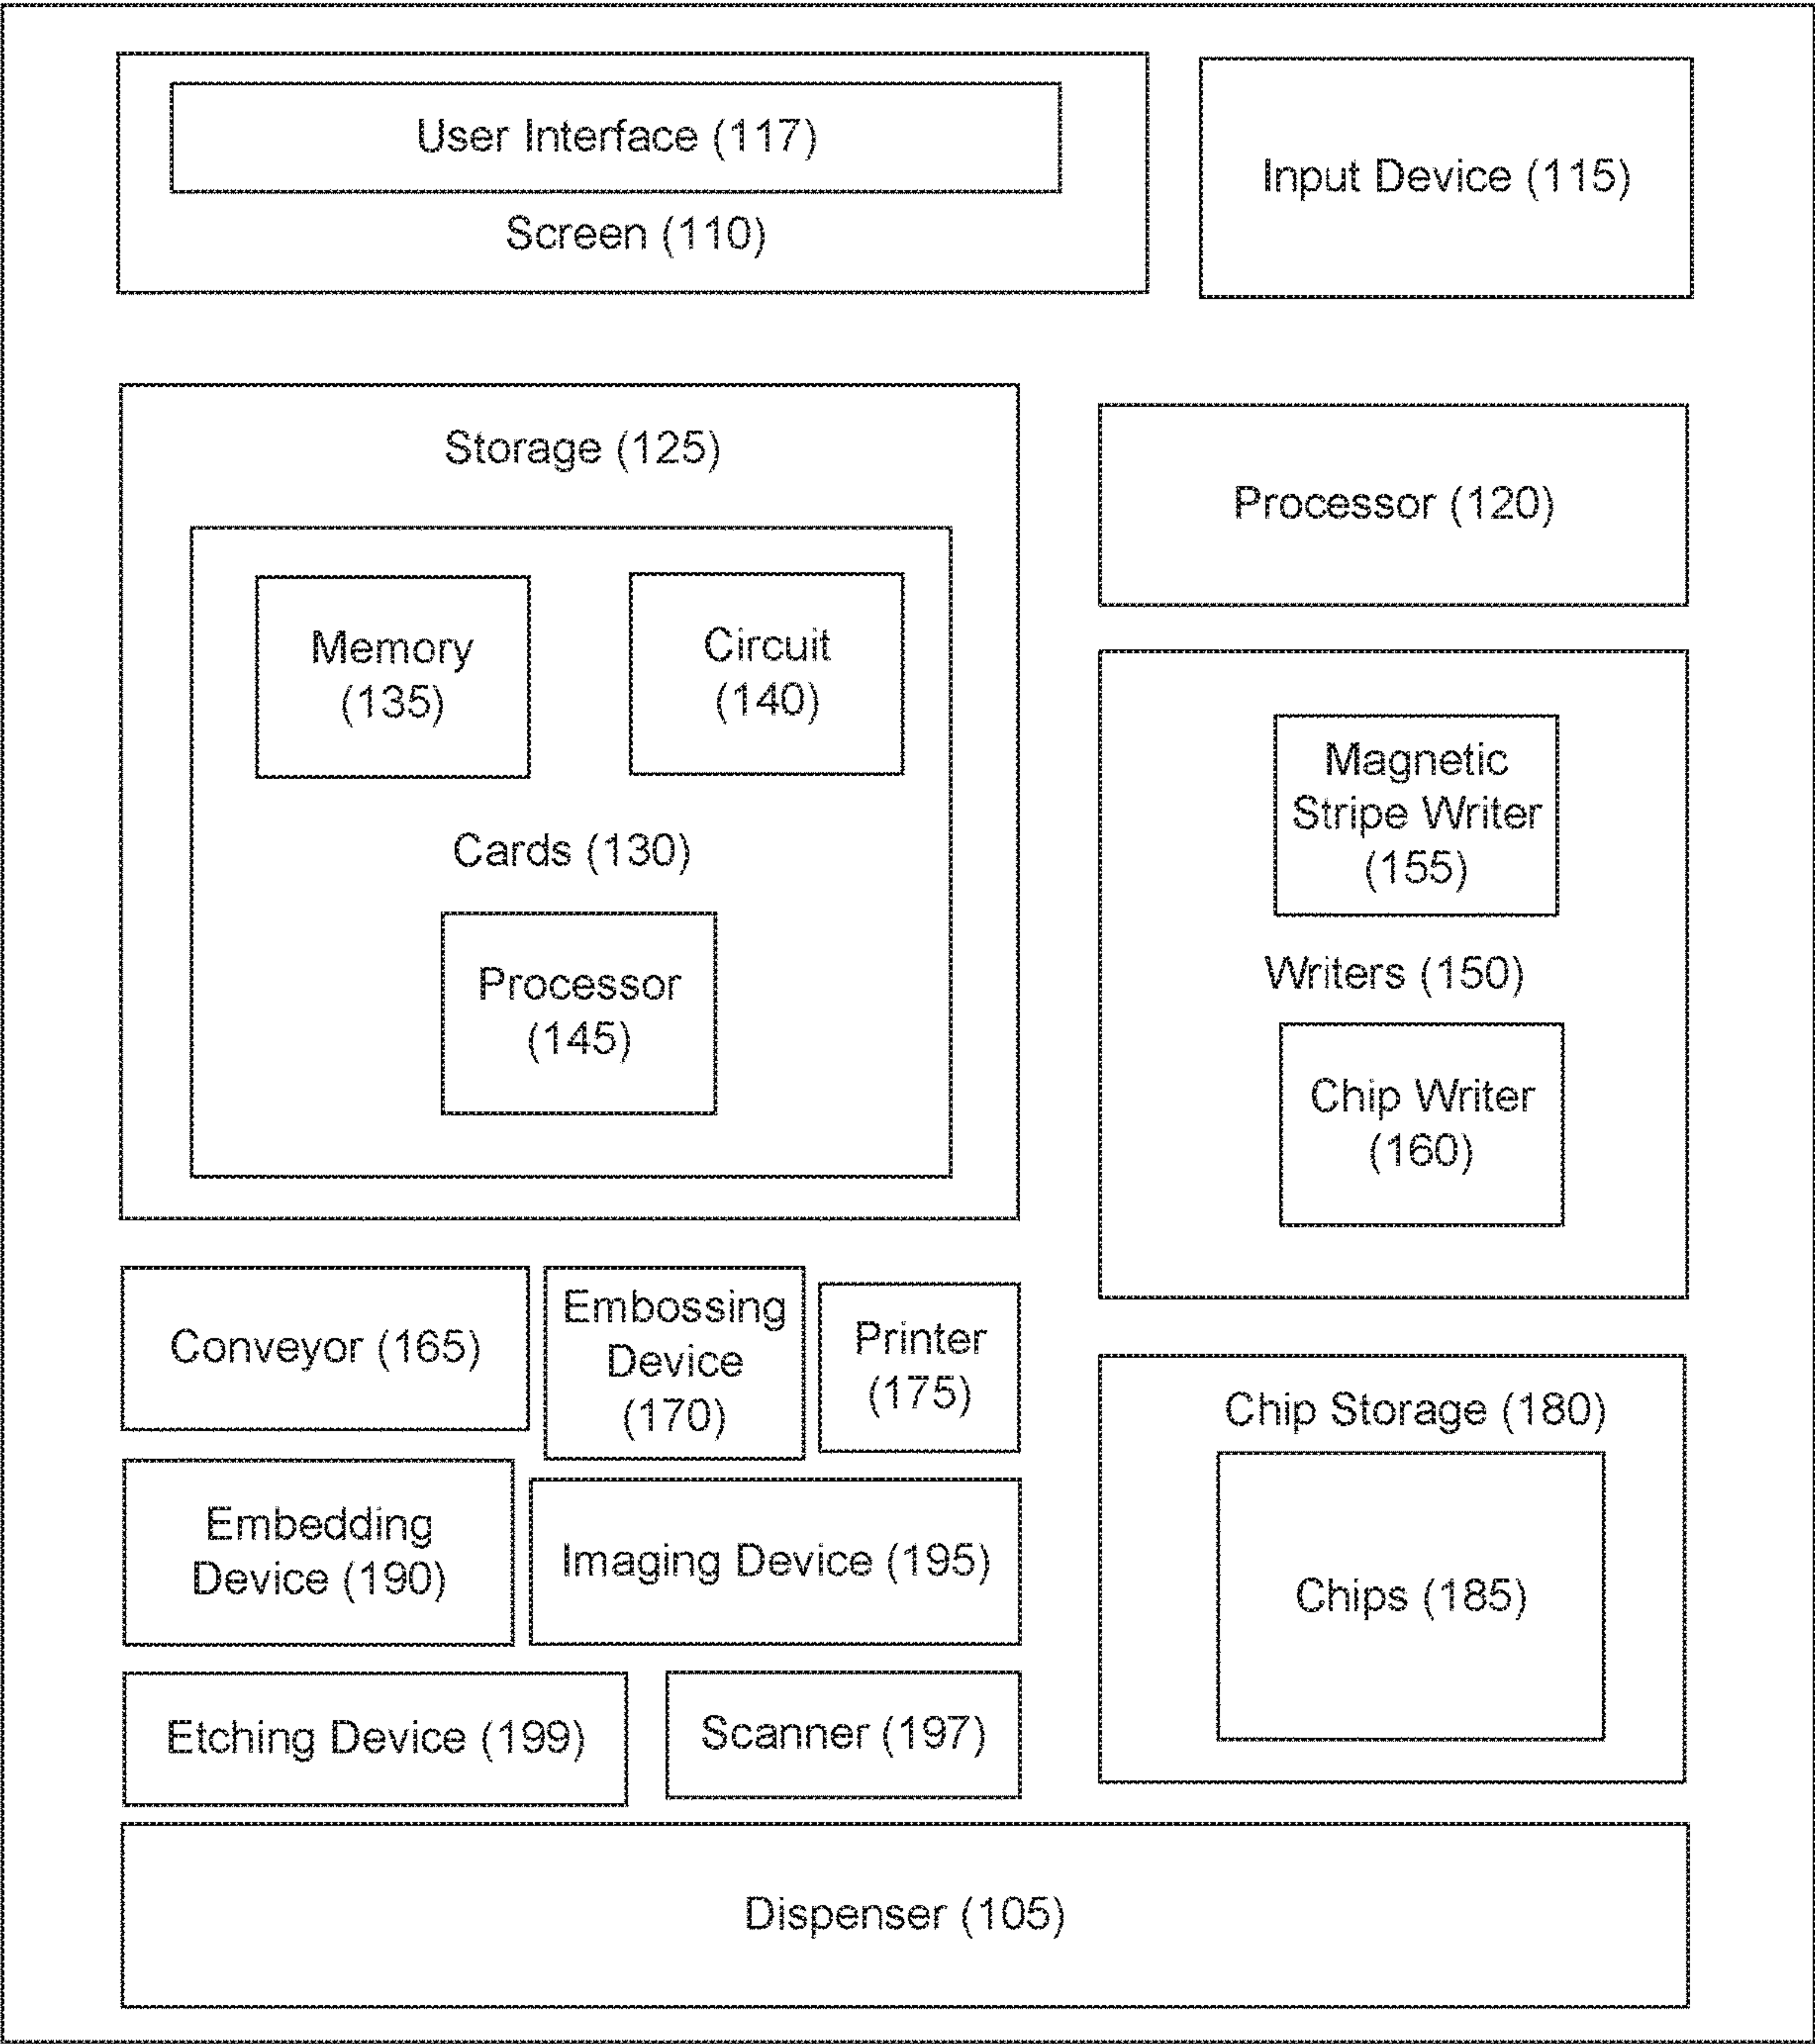 User Interface (117)
Screen (110)
Input Device (115)
Storage (125)
Memory
(135)
Circuit
(140)
Cards (130)
Processor
(145)
Processor (120)
Magnetic
Stripe Writer
(155)
Writers (150)
Chip Writer
(160)
Conveyor (165)
Embossing
Device
(170)
Printer
(175)
Embedding
Device (190)
Imaging Device (195)
Etching Device (199)
Scanner (197)
Chip Storage (180)
Chips (185)
Dispenser (105)